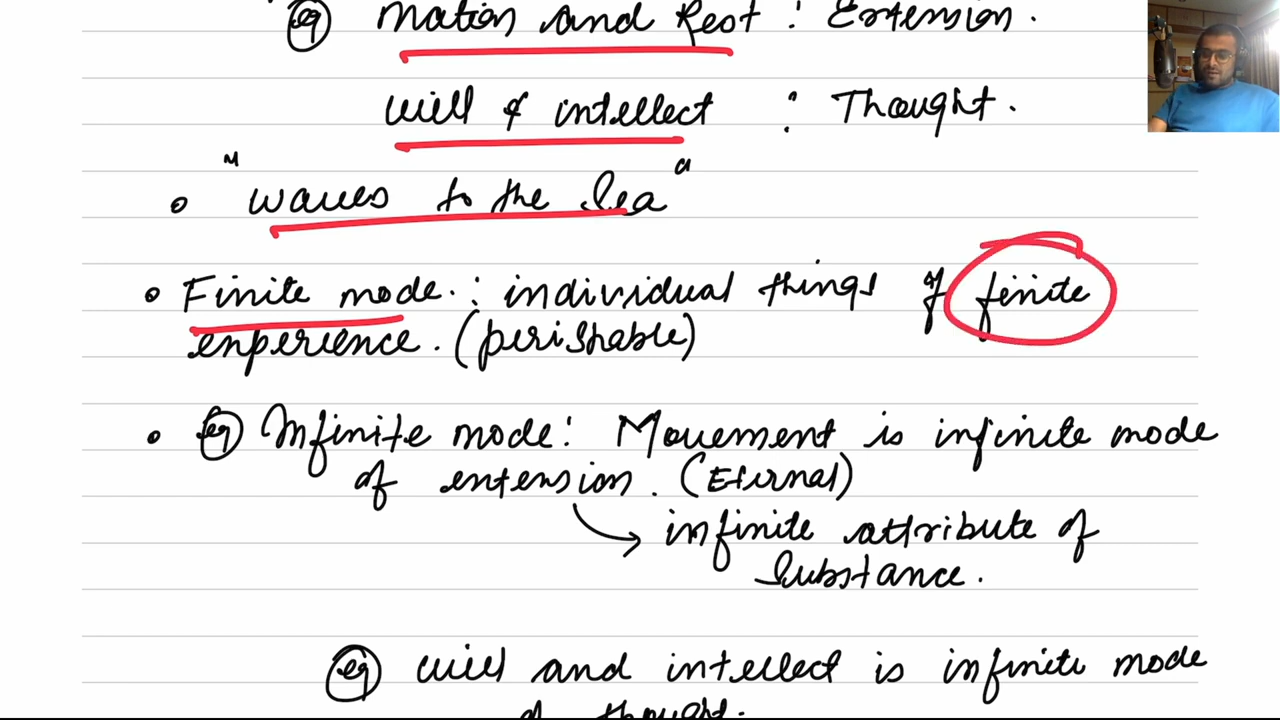 eg Motion and Rest : Extension.
will & intellect : Thought.
• "waves to the sea"
• Finite mode. : individual things of finite
experience. (perishable)
• eg Infinite mode: Movement is infinite mode
of extension. (Eternal)
infinite attribute of
substance.
eg will and intellect is infinite mode
of thought.